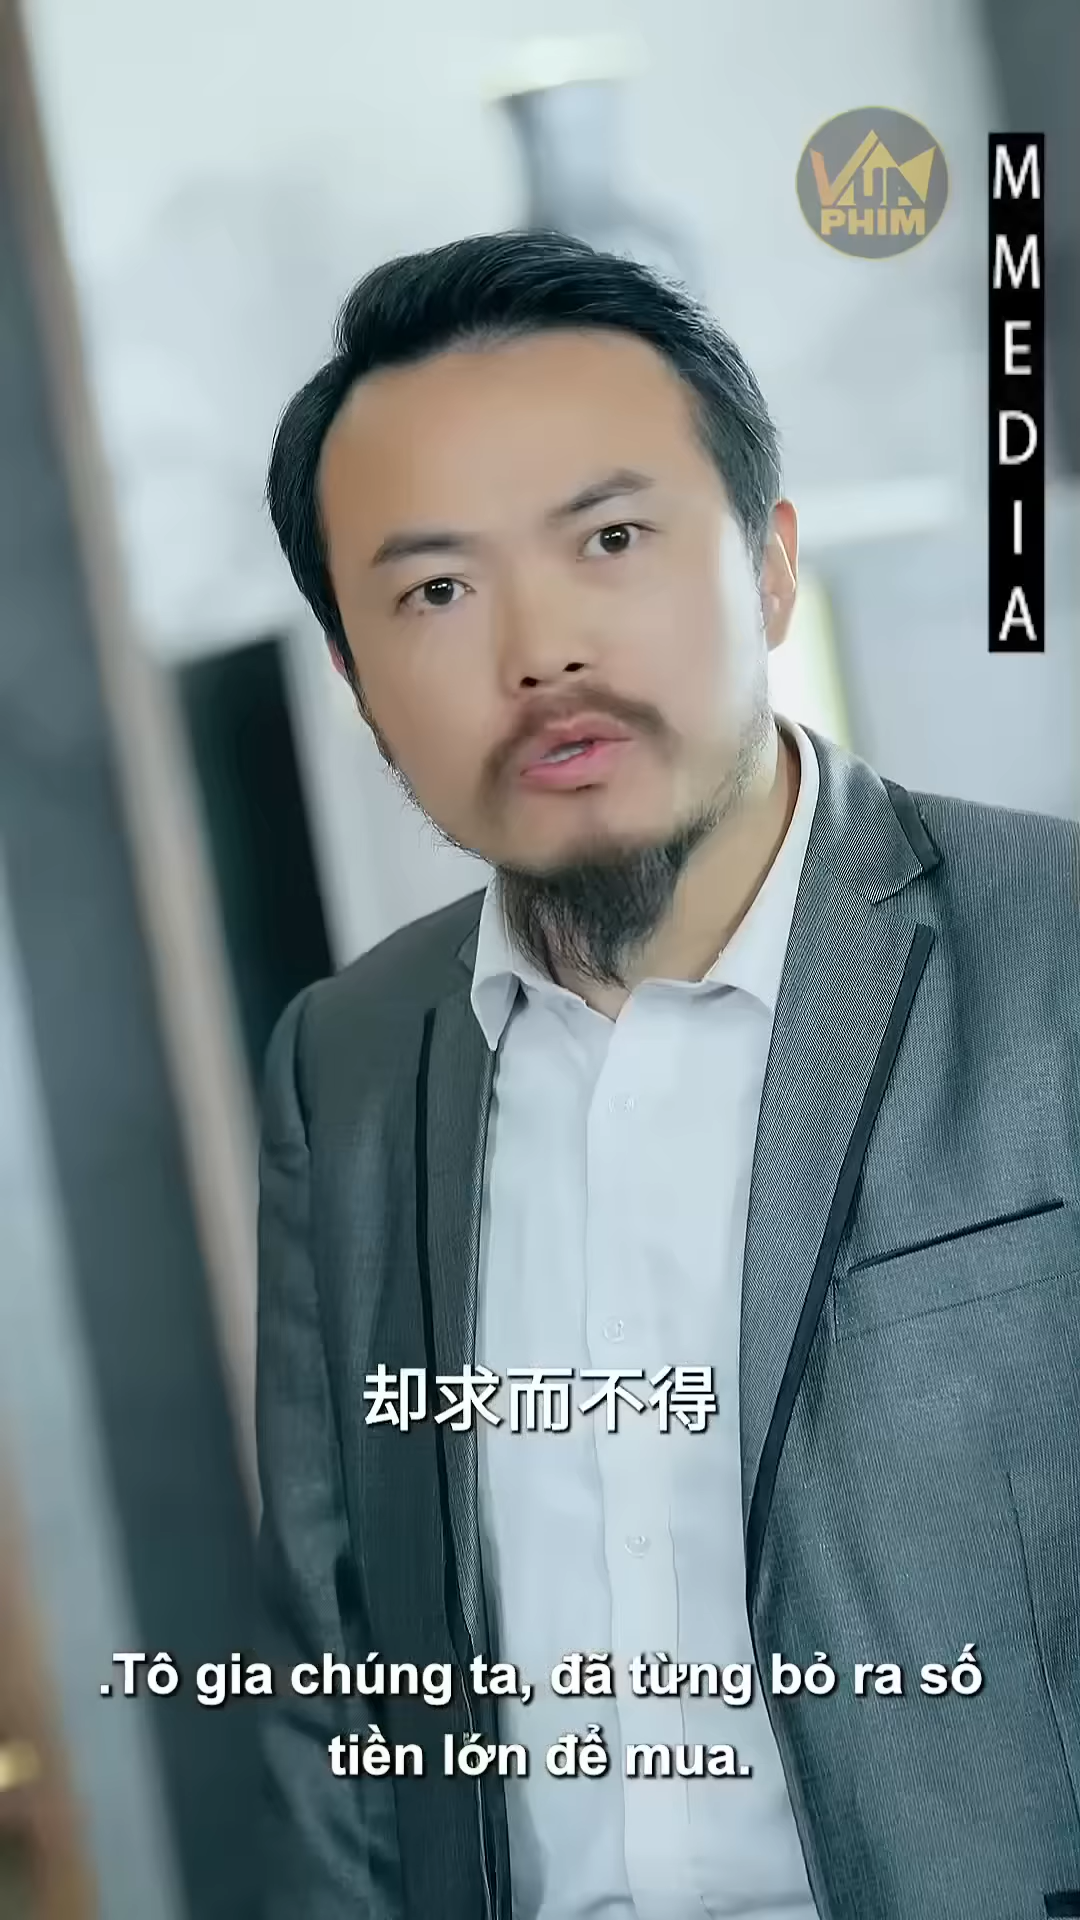 VUA
PHIM
MMEDIA
却求而不得
.Tô gia chúng ta, đã từng bỏ ra số
tiền lớn để mua.